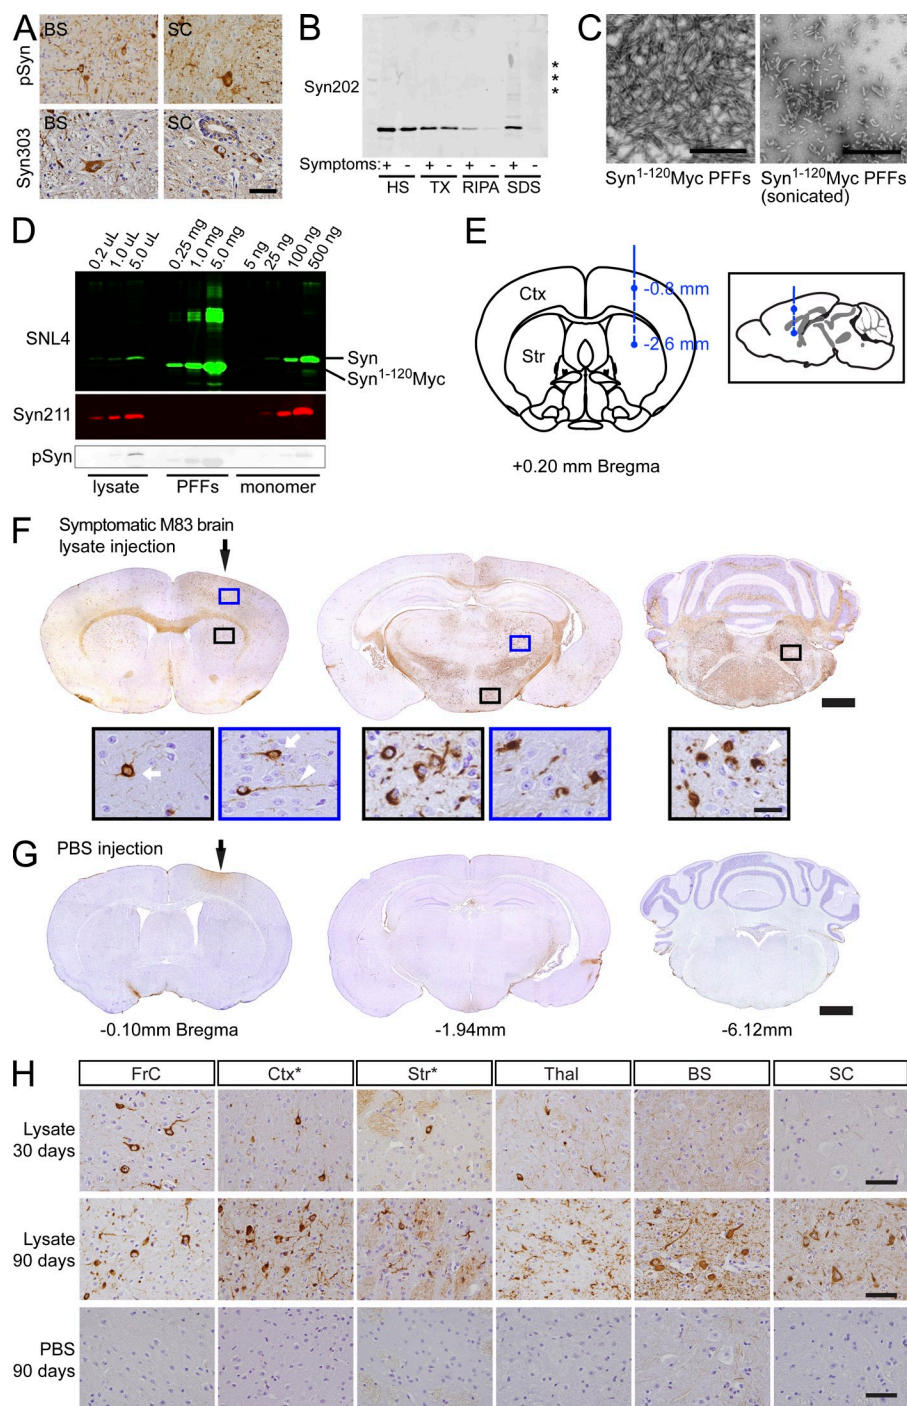 A
BS
SC
pSyn
BS
SC
Syn303
B
Syn202
*
*
*
Symptoms:
+ - + - + - + -
HS TX RIPA SDS
C
Syn1-120Myc PFFs
Syn1-120Myc PFFs
(sonicated)
D
0.2 uL
1.0 uL
5.0 uL
0.25 mg
1.0 mg
5.0 mg
5 ng
25 ng
100 ng
500 ng
SNL4
Syn
Syn1-120Myc
Syn211
pSyn
lysate PFFs monomer
E
Ctx
Str
-0.8 mm
-2.6 mm
+0.20 mm Bregma
F
Symptomatic M83 brain
lysate injection
G
PBS injection
-0.10mm Bregma -1.94mm -6.12mm
H
FrC Ctx* Str* Thal BS SC
Lysate
30 days
Lysate
90 days
PBS
90 days